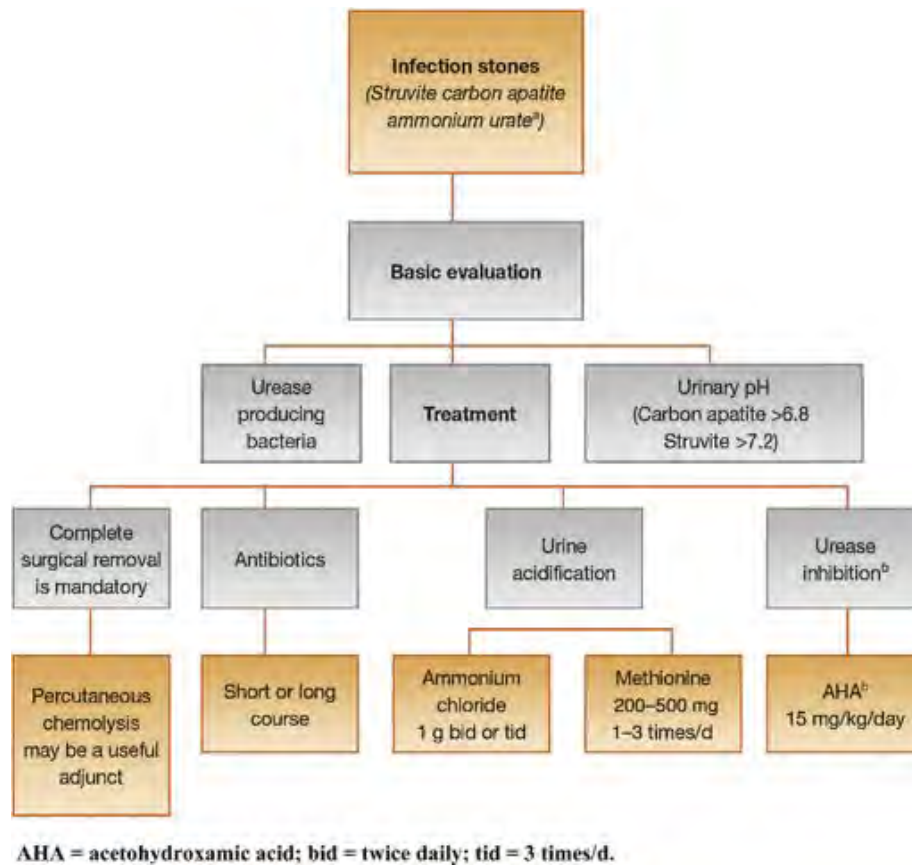 Infection stones
(Struvite carbon apatite
ammonium urateᵃ)
Basic evaluation
Urease
producing
bacteria
Treatment
Urinary pH
(Carbon apatite >6.8
Struvite >7.2)
Complete
surgical removal
is mandatory
Antibiotics
Urine
acidification
Urease
inhibitionᵇ
Percutaneous
chemolysis
may be a useful
adjunct
Short or long
course
Ammonium
chloride
1 g bid or tid
Methionine
200–500 mg
1–3 times/d
AHAᵇ
15 mg/kg/day
AHA = acetohydroxamic acid; bid = twice daily; tid = 3 times/d.